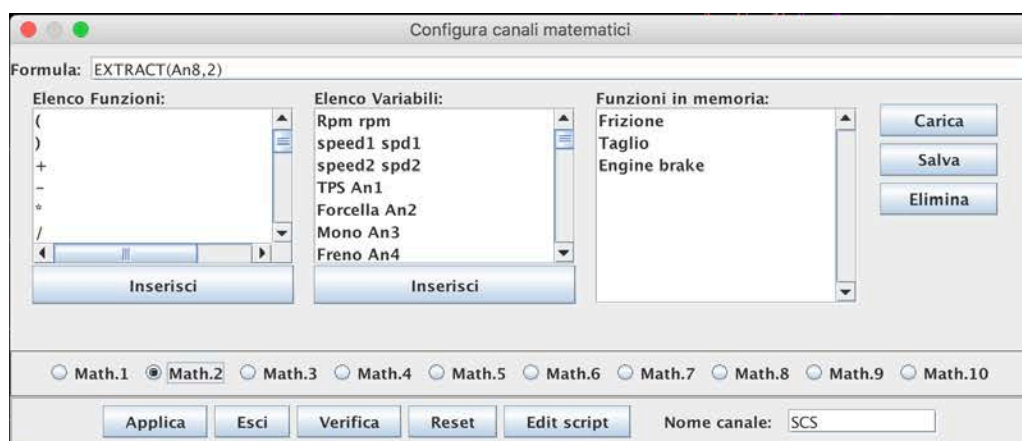 Configura canali matematici
Formula: EXTRACT(An8,2)
Elenco Funzioni:
(
)
+
-
*
/
Inserisci
Elenco Variabili:
Rpm rpm
speed1 spd1
speed2 spd2
TPS An1
Forcella An2
Mono An3
Freno An4
Inserisci
Funzioni in memoria:
Frizione
Taglio
Engine brake
Carica
Salva
Elimina
Math.1 Math.2 Math.3 Math.4 Math.5 Math.6 Math.7 Math.8 Math.9 Math.10
Applica Esci Verifica Reset Edit script Nome canale: SCS